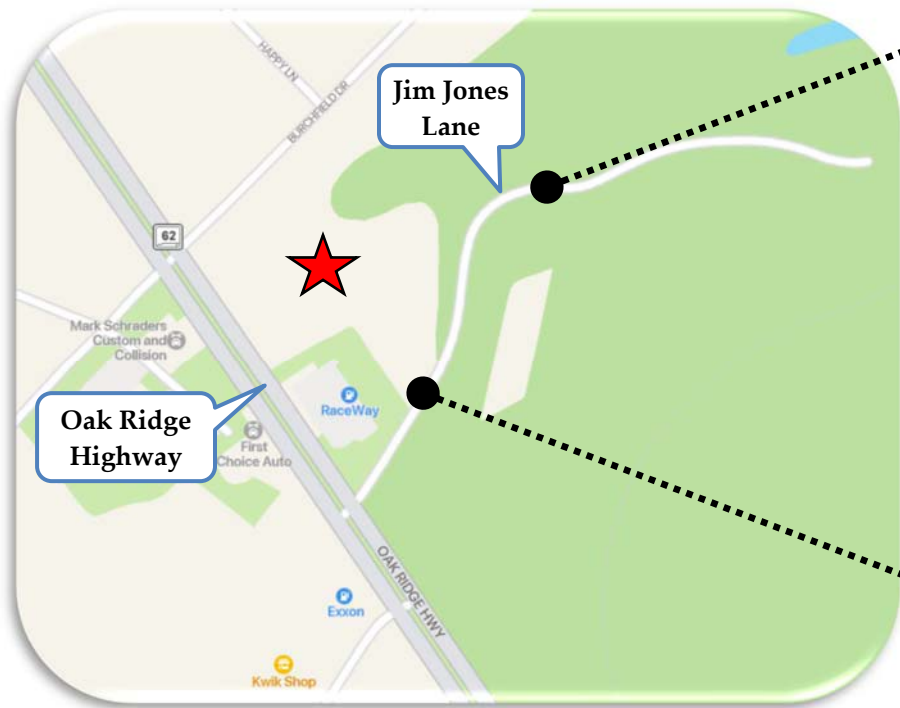 HAPPY LN
BURCHFIELD DR
Jim Jones
Lane
62
Mark Schraders
Custom and
Collision
RaceWay
Oak Ridge
Highway
First
Choice Auto
OAK RIDGE HWY
Exxon
Kwik Shop